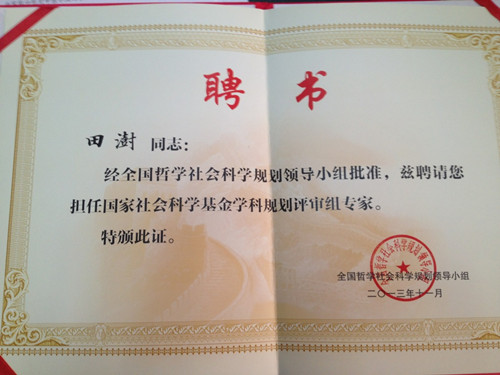 聘 书
田澍 同志：
经全国哲学社会科学规划领导小组批准，兹聘请您
担任国家社会科学基金学科规划评审组专家。
特颁此证。
全国哲学社会科学规划领导小组
二〇一三年十一月